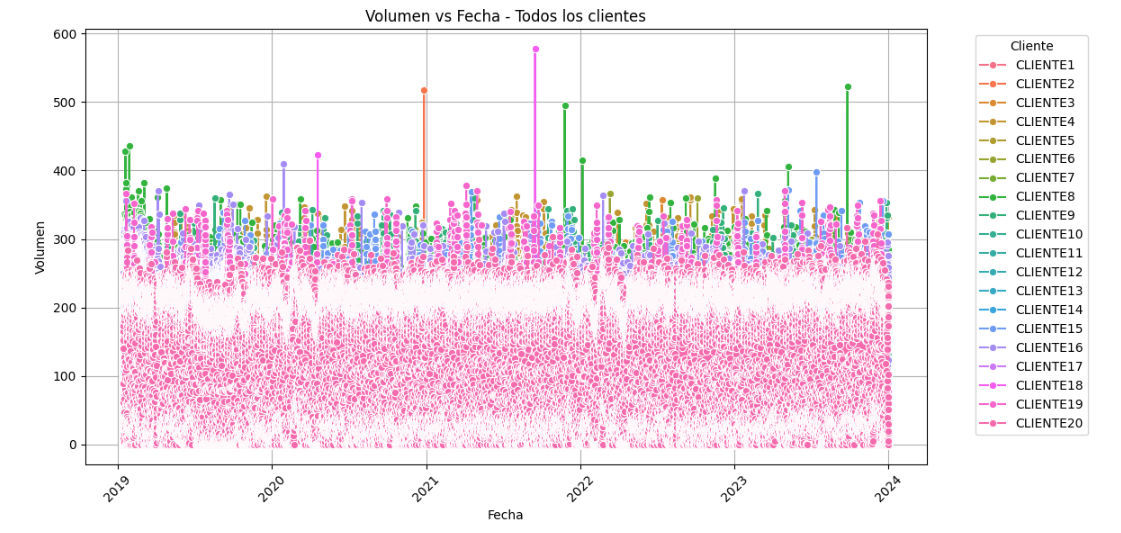 Volumen vs Fecha - Todos los clientes
Volumen
600
500
400
300
200
100
0
2019
2020
2021
2022
2023
2024
Fecha
Cliente
CLIENTE1
CLIENTE2
CLIENTE3
CLIENTE4
CLIENTE5
CLIENTE6
CLIENTE7
CLIENTE8
CLIENTE9
CLIENTE10
CLIENTE11
CLIENTE12
CLIENTE13
CLIENTE14
CLIENTE15
CLIENTE16
CLIENTE17
CLIENTE18
CLIENTE19
CLIENTE20